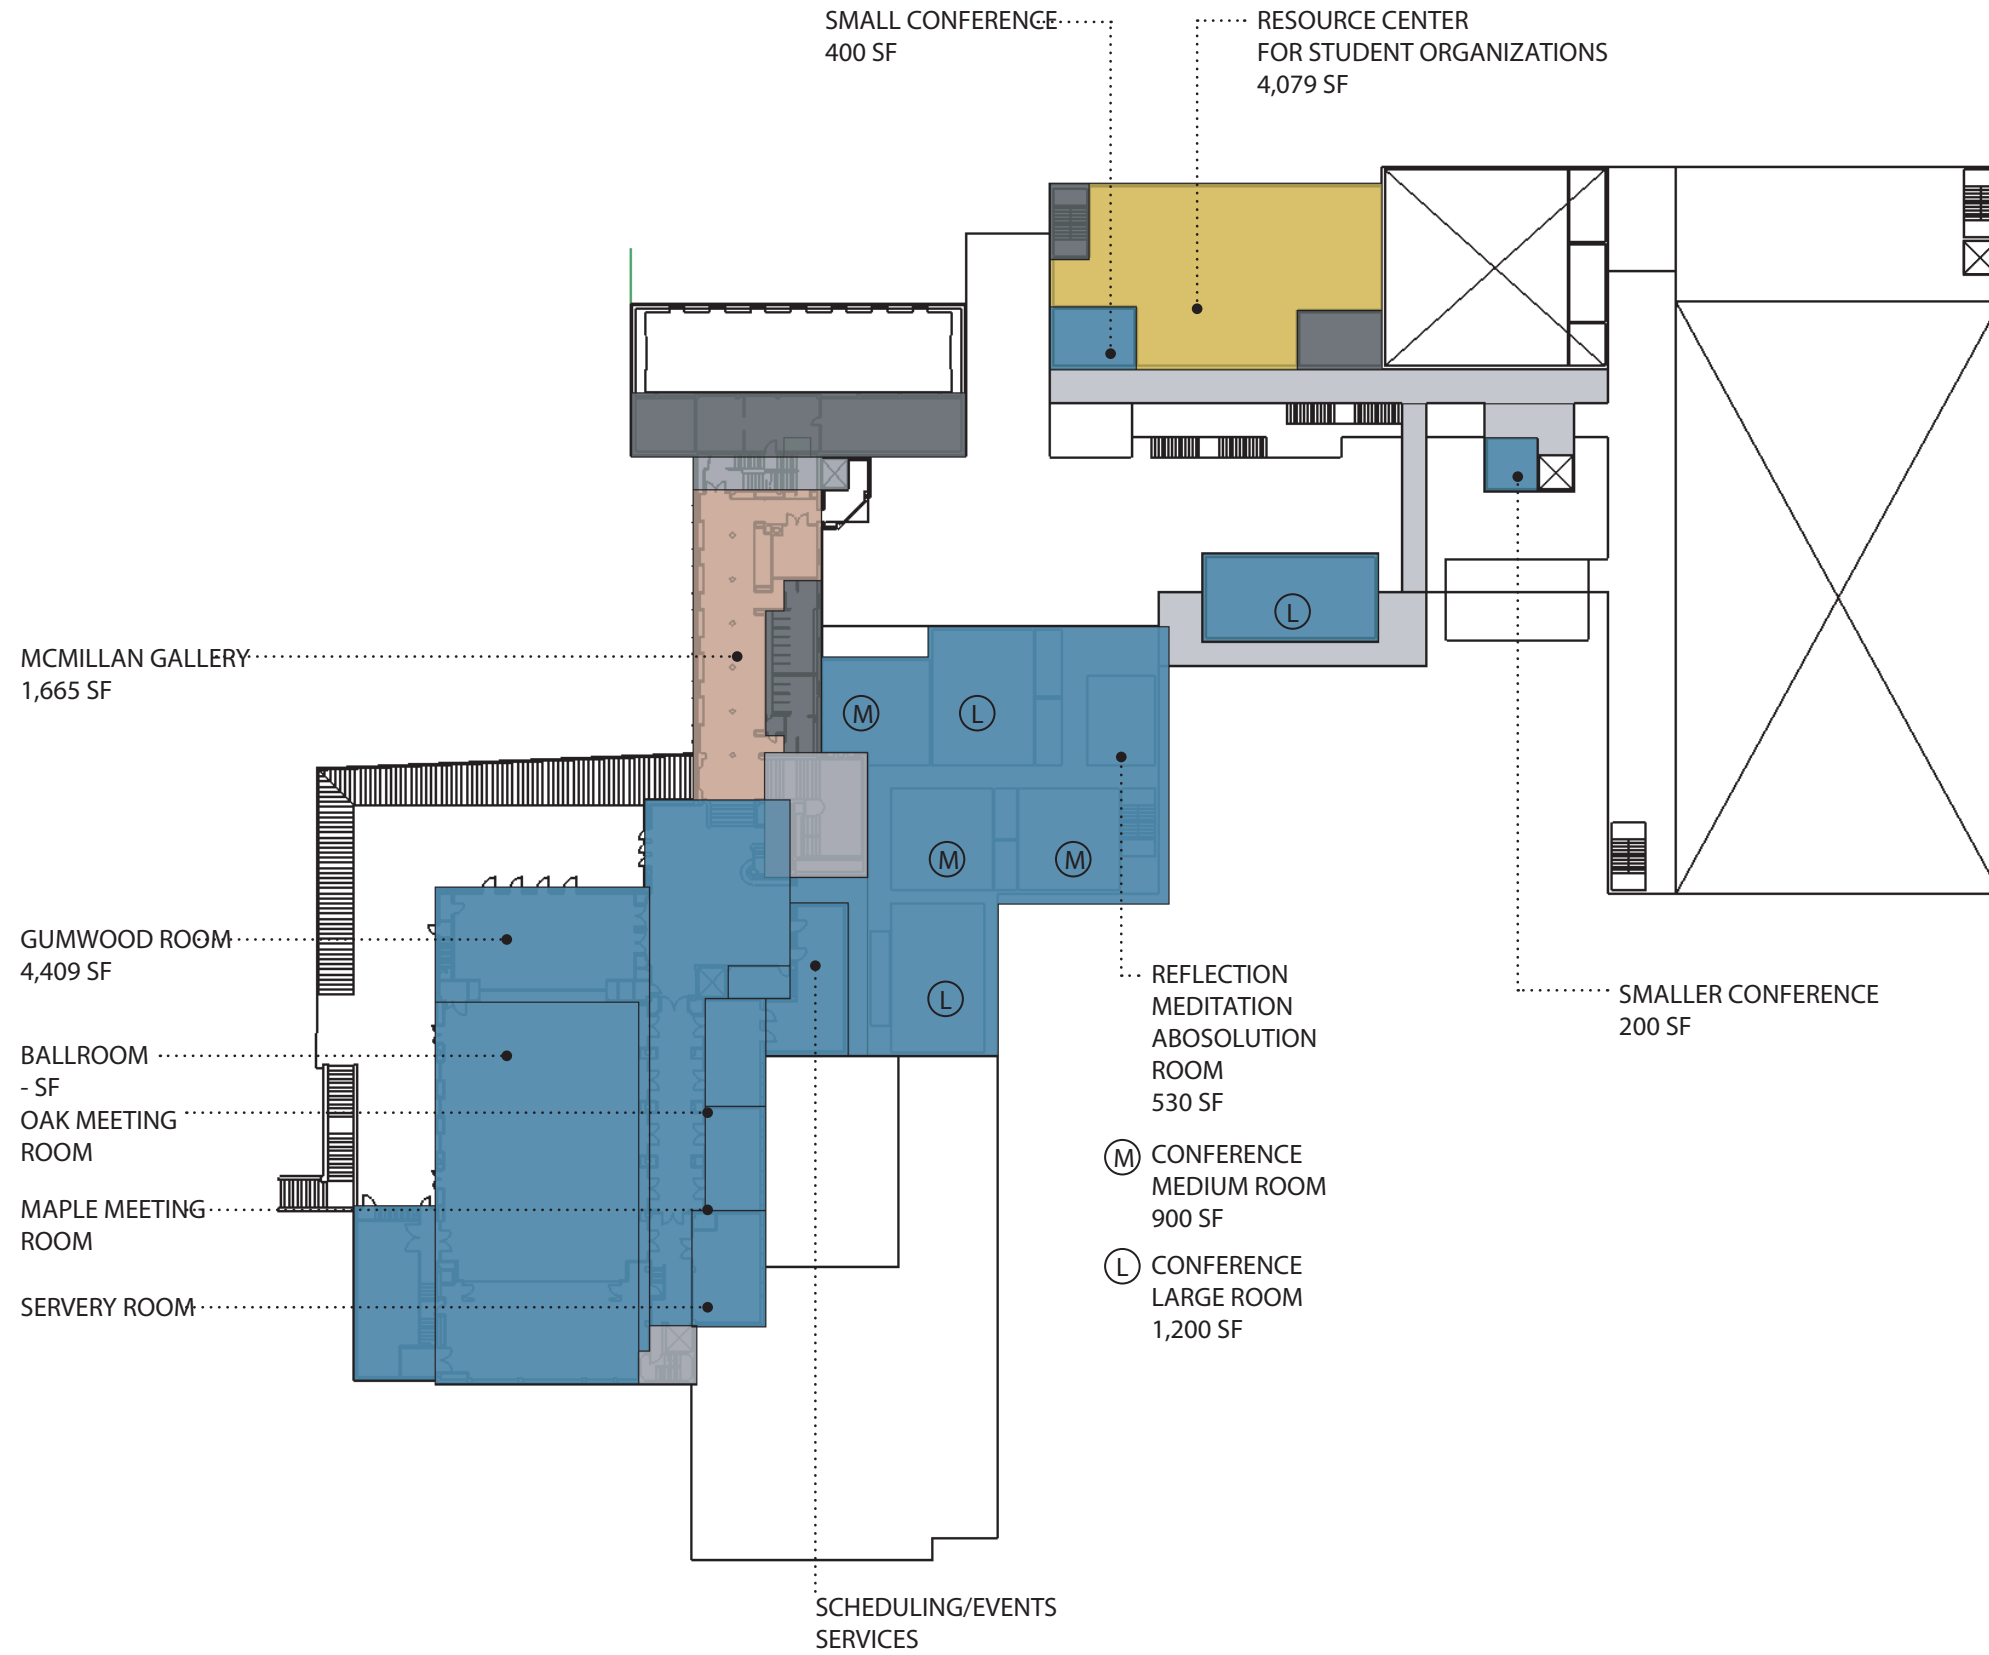 SMALL CONFERENCE
400 SF
RESOURCE CENTER
FOR STUDENT ORGANIZATIONS
4,079 SF
MCMILLAN GALLERY
1,665 SF
L
M
L
M
M
L
GUMWOOD ROOM
4,409 SF
BALLROOM
- SF
OAK MEETING
ROOM
MAPLE MEETING
ROOM
SERVERY ROOM
REFLECTION
MEDITATION
ABOSOLUTION
ROOM
530 SF
M CONFERENCE
MEDIUM ROOM
900 SF
L CONFERENCE
LARGE ROOM
1,200 SF
SMALLER CONFERENCE
200 SF
SCHEDULING/EVENTS
SERVICES